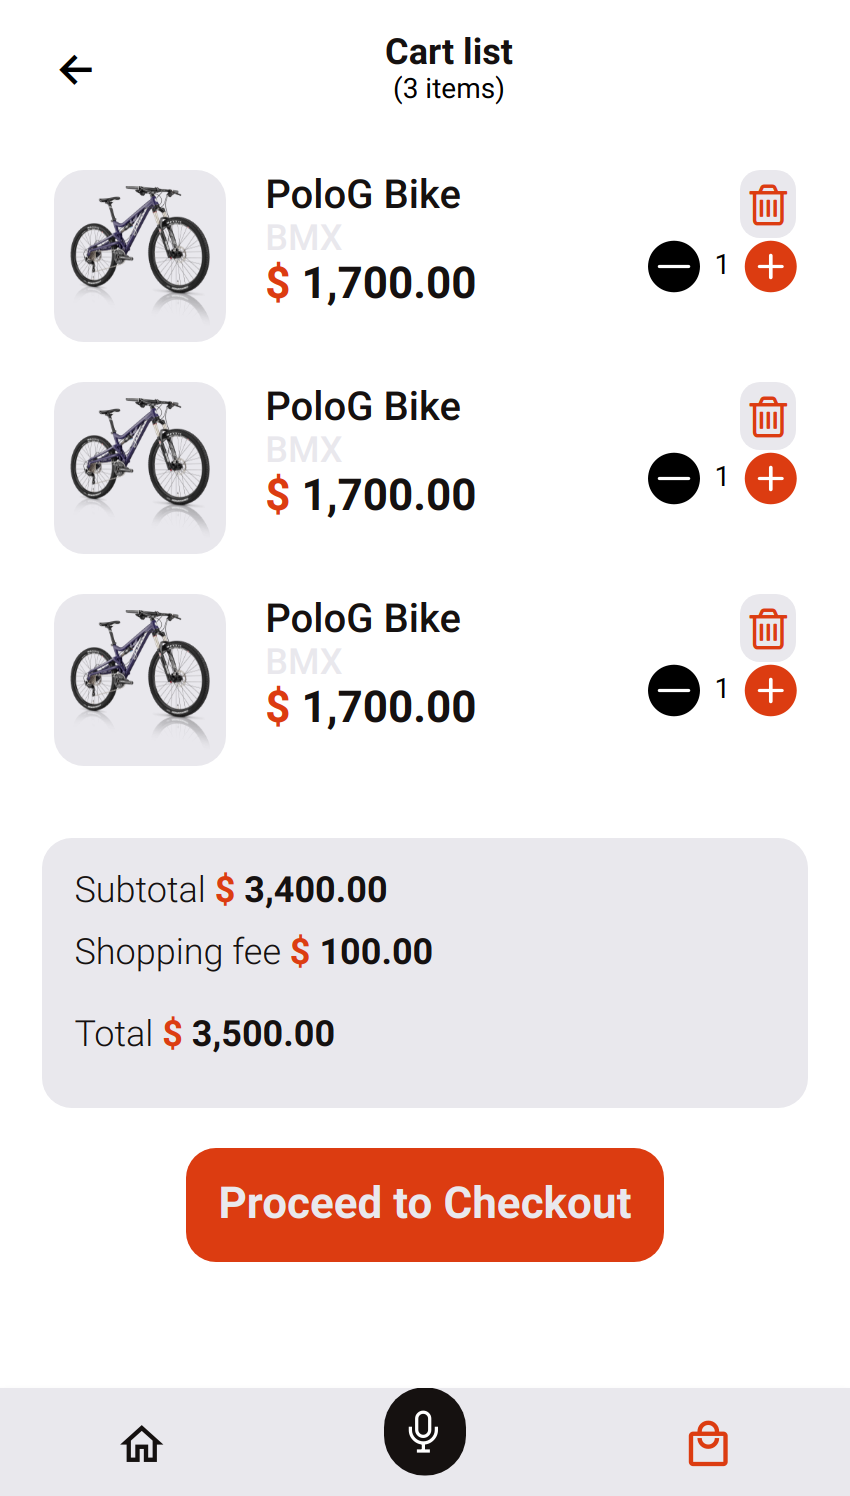 Cart list
(3 items)
PoloG Bike
BMX
$ 1,700.00
1
PoloG Bike
BMX
$ 1,700.00
1
PoloG Bike
BMX
$ 1,700.00
1
Subtotal $ 3,400.00
Shopping fee $ 100.00
Total $ 3,500.00
Proceed to Checkout